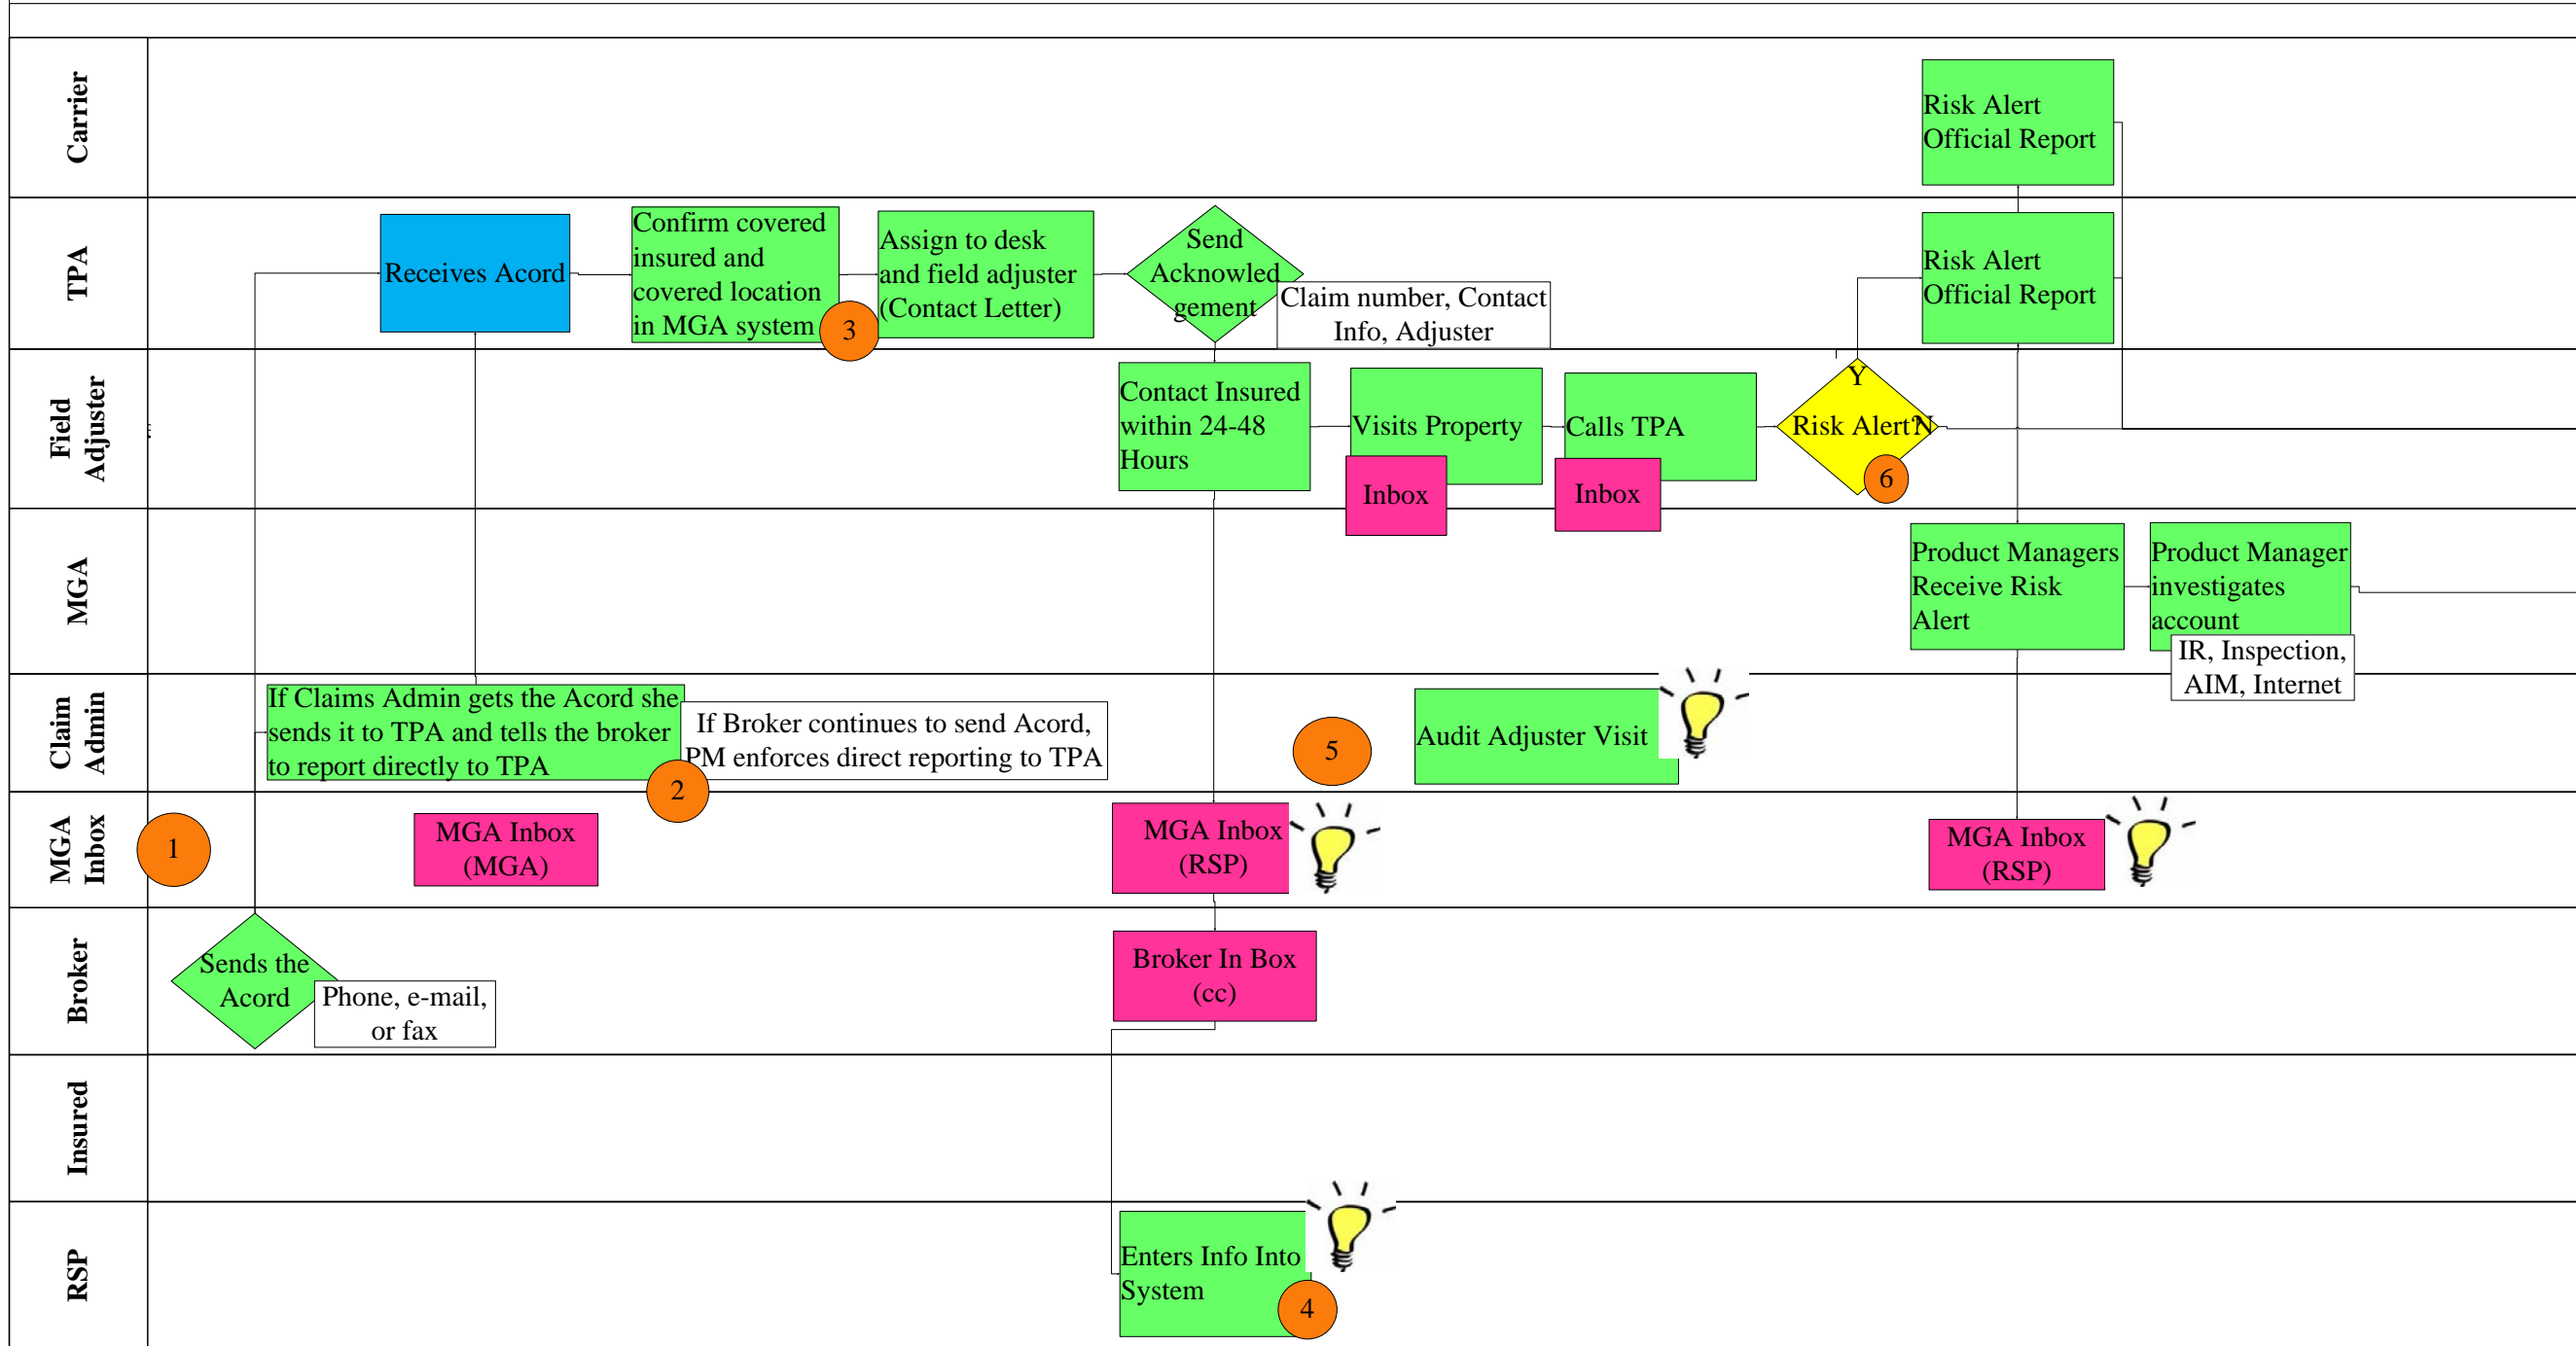 Carrier
Risk Alert
Official Report
TPA
Receives Acord
Confirm covered
insured and
covered location
in MGA system
3
Assign to desk
and field adjuster
(Contact Letter)
Send
Acknowled
gement
Claim number, Contact
Info, Adjuster
Risk Alert
Official Report
Field
Adjuster
Contact Insured
within 24-48
Hours
Visits Property
Inbox
Calls TPA
Inbox
Y
Risk Alert?
N
6
MGA
Product Managers
Receive Risk
Alert
Product Manager
investigates
account
IR, Inspection,
AIM, Internet
Claim
Admin
If Claims Admin gets the Acord she
sends it to TPA and tells the broker
to report directly to TPA
2
If Broker continues to send Acord,
PM enforces direct reporting to TPA
5
Audit Adjuster Visit
MGA
Inbox
1
MGA Inbox
(MGA)
MGA Inbox
(RSP)
MGA Inbox
(RSP)
Broker
Sends the
Acord
Phone, e-mail,
or fax
Broker In Box
(cc)
Insured
RSP
Enters Info Into
System
4